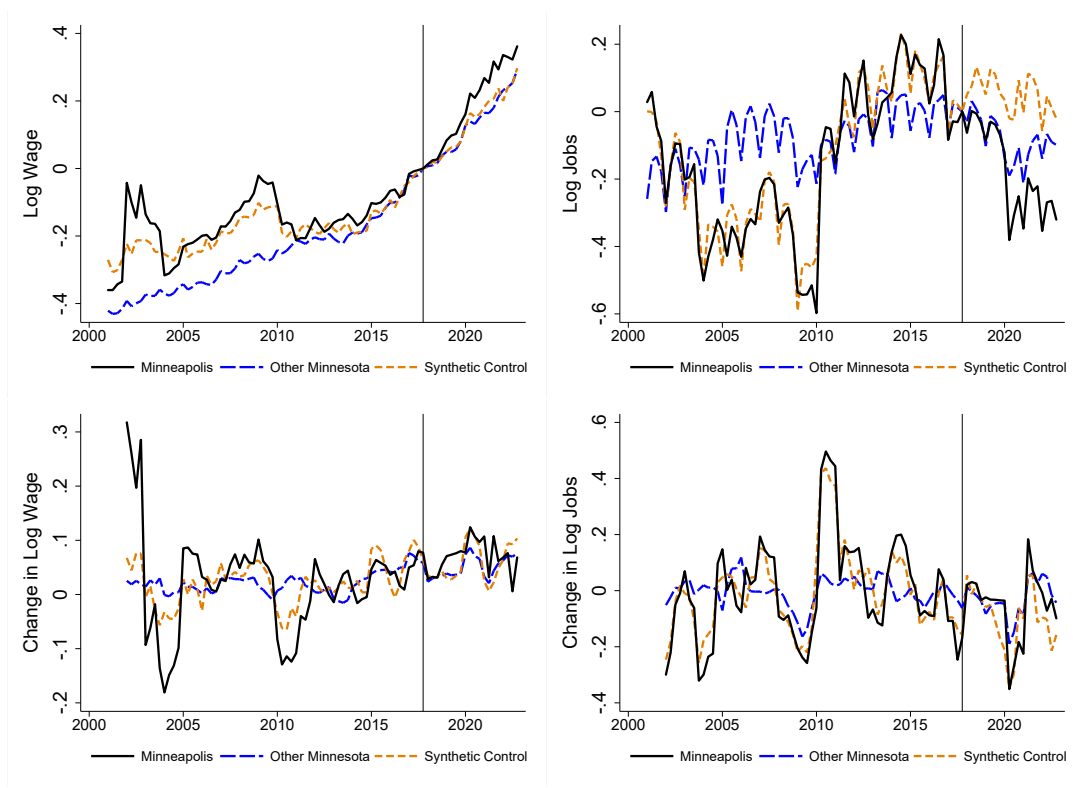 Log Wage
.4
.2
0
-.2
-.4
2000 2005 2010 2015 2020
Minneapolis Other Minnesota Synthetic Control
Log Jobs
.2
0
-.2
-.4
-.6
2000 2005 2010 2015 2020
Minneapolis Other Minnesota Synthetic Control
Change in Log Wage
.3
.2
.1
0
-.1
-.2
2000 2005 2010 2015 2020
Minneapolis Other Minnesota Synthetic Control
Change in Log Jobs
.6
.4
.2
0
-.2
-.4
2000 2005 2010 2015 2020
Minneapolis Other Minnesota Synthetic Control